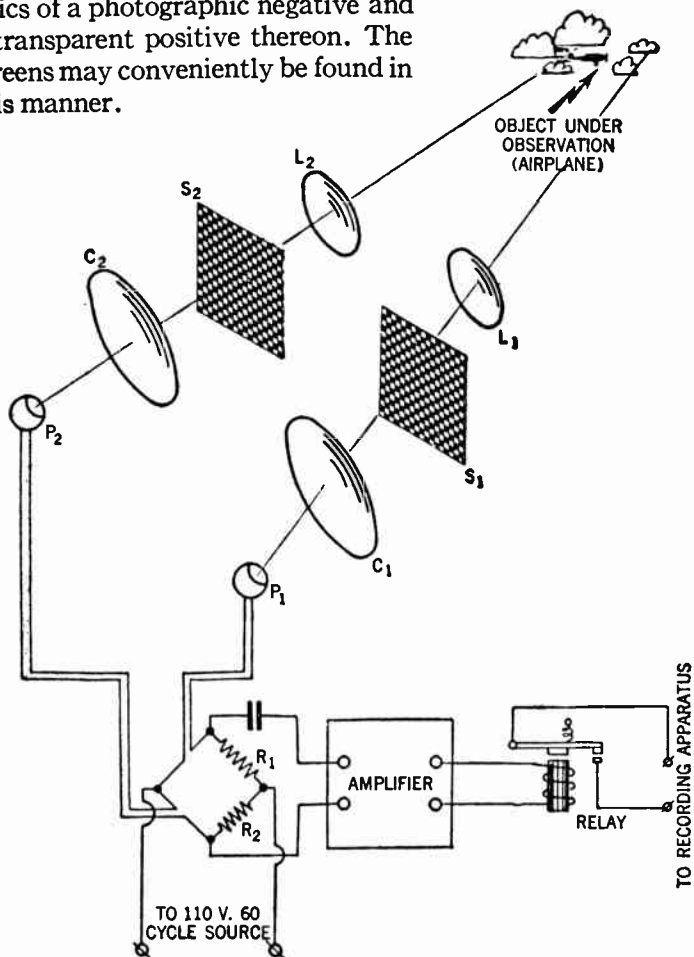 ics of a photographic negative and
transparent positive thereon. The
reens may conveniently be found in
is manner.
OBJECT UNDER
OBSERVATION
(AIRPLANE)
L2
S2
C2
L1
S1
P2
C1
P1
R1
R2
AMPLIFIER
RELAY
TO RECORDING APPARATUS
TO 110 V. 60
CYCLE SOURCE